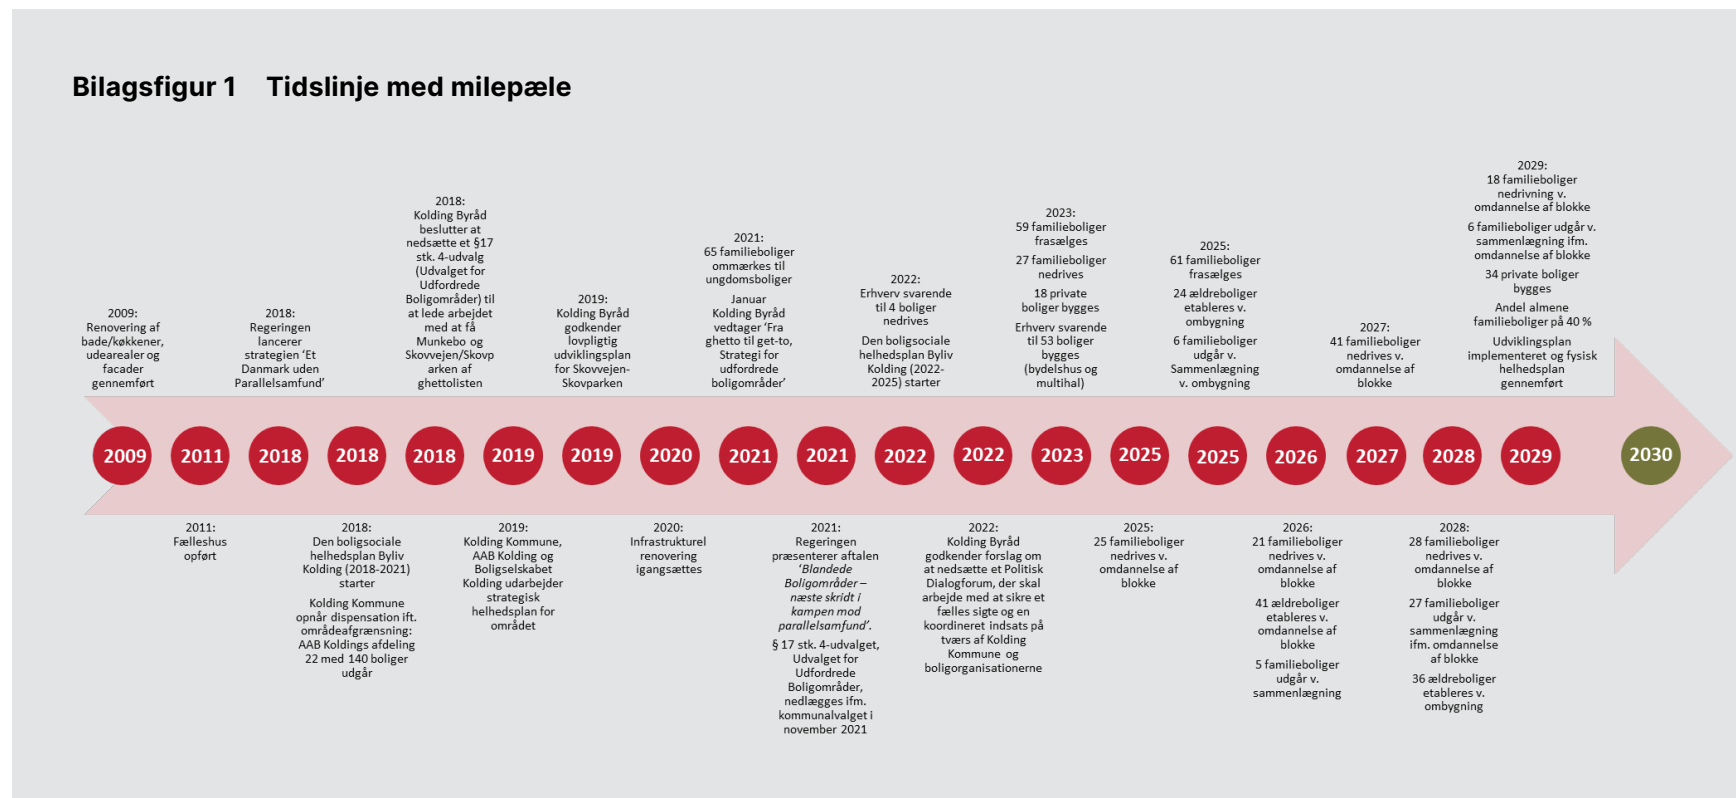 Bilagsfigur 1 Tidslinje med milepæle
2009:
Renovering af
bade/køkkener,
udearealer og
facader
gennemført
2018:
Regeringen
lancerer
strategien ‘Et
Danmark uden
Parallelsamfund’
2018:
Kolding Byråd
beslutter at
nedsætte et §17
stk. 4-udvalg
(Udvalget for
Udfordrede
Boligområder) til
at lede arbejdet
med at få
Munkebo og
Skovvejen/Skovp
arken af
ghettolisten
2019:
Kolding Byråd
godkender
lovpligtig
udviklingsplan
for Skovvejen-
Skovparken
2021:
65 familieboliger
ommærkes til
ungdomsboliger
Januar
Kolding Byråd
vedtager ‘Fra
ghetto til get-to,
Strategi for
udfordrede
boligområder’
2022:
Erhverv svarende
til 4 boliger
nedrives
Den boligsociale
helhedsplan Byliv
Kolding (2022-
2025) starter
2023:
59 familieboliger
frasælges
27 familieboliger
nedrives
18 private
boliger bygges
Erhverv svarende
til 53 boliger
bygges
(bydelshus og
multihal)
2025:
61 familieboliger
frasælges
24 ældreboliger
etableres v.
ombygning
6 familieboliger
udgår v.
Sammenlægning
v. ombygning
2027:
41 familieboliger
nedrives v.
omdannelse af
blokke
2029:
18 familieboliger
nedrivning v.
omdannelse af blokke
6 familieboliger udgår v.
sammenlægning ifm.
omdannelse af blokke
34 private boliger
bygges
Andel almene
familieboliger på 40 %
Udviklingsplan
implementeret og fysisk
helhedsplan
gennemført
2009 2011 2018 2018 2018 2019 2019 2020 2021 2021 2022 2022 2023 2025 2025 2026 2027 2028 2029 2030
2011:
Fælleshus
opført
2018:
Den boligsociale
helhedsplan Byliv
Kolding (2018-2021)
starter
Kolding Kommune
opnår dispensation ift.
områdeafgrænsning:
AAB Koldings afdeling
22 med 140 boliger
udgår
2019:
Kolding Kommune,
AAB Kolding og
Boligselskabet
Kolding udarbejder
strategisk
helhedsplan for
området
2020:
Infrastrukturel
renovering
igangsættes
2021:
Regeringen
præsenterer aftalen
‘Blandede
Boligområder –
næste skridt i
kampen mod
parallelsamfund’.
§ 17 stk. 4-udvalget,
Udvalget for
Udfordrede
Boligområder,
nedlægges ifm.
kommunalvalget i
november 2021
2022:
Kolding Byråd
godkender forslag om
at nedsætte et Politisk
Dialogforum, der skal
arbejde med at sikre et
fælles sigte og en
koordineret indsats på
tværs af Kolding
Kommune og
boligorganisationerne
2025:
25 familieboliger
nedrives v.
omdannelse af
blokke
2026:
21 familieboliger
nedrives v.
omdannelse af
blokke
41 ældreboliger
etableres v.
omdannelse af
blokke
5 familieboliger
udgår v.
sammenlægning
2028:
28 familieboliger
nedrives v.
omdannelse af
blokke
27 familieboliger
udgår v.
sammenlægning
ifm. omdannelse
af blokke
36 ældreboliger
etableres v.
ombygning